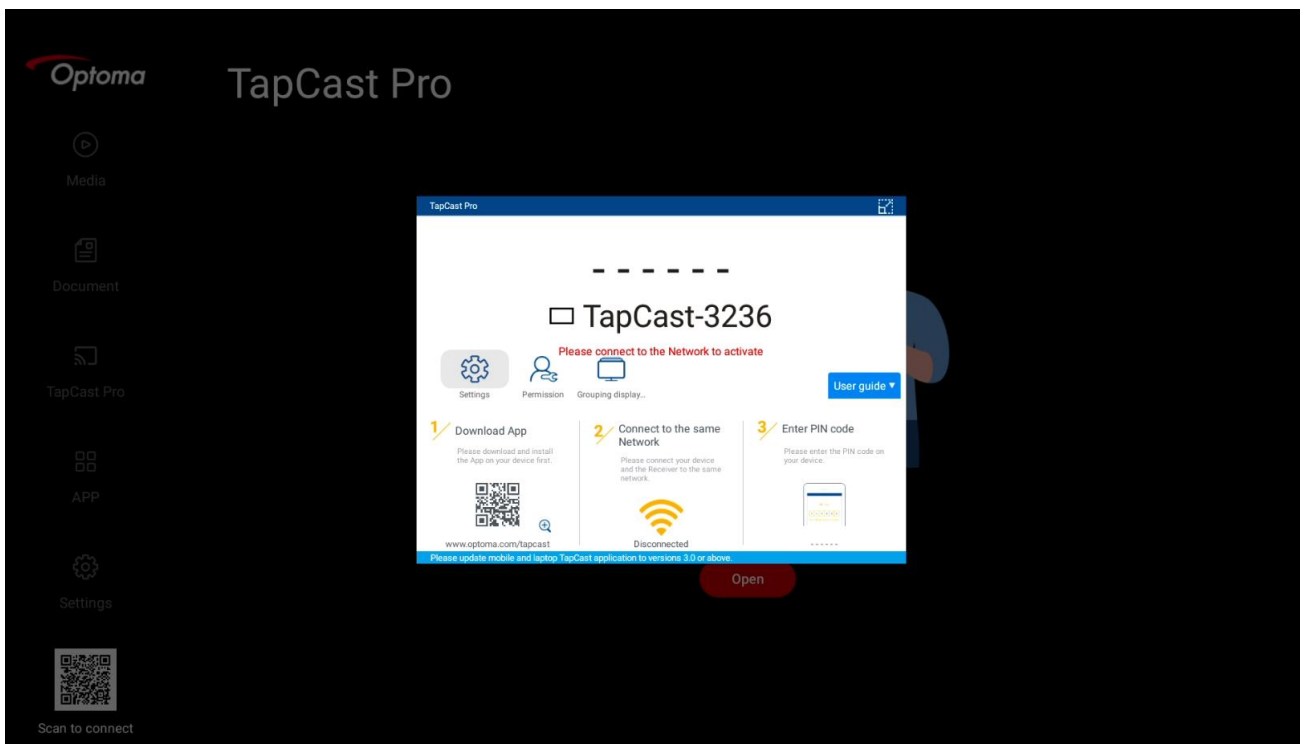 Optoma
TapCast Pro
Media
Document
TapCast Pro
APP
Settings
Scan to connect
TapCast Pro
- - - - - -
TapCast-3236
Please connect to the Network to activate
Settings
Permission
Grouping display...
User guide
1 Download App
Please download and install
the App on your device first.
www.optoma.com/tapcast
2 Connect to the same
Network
Please connect your device
and the Receiver to the same
network.
Disconnected
3 Enter PIN code
Please enter the PIN code on
your device.
- - - - - -
Please update mobile and laptop TapCast application to versions 3.0 or above.
Open